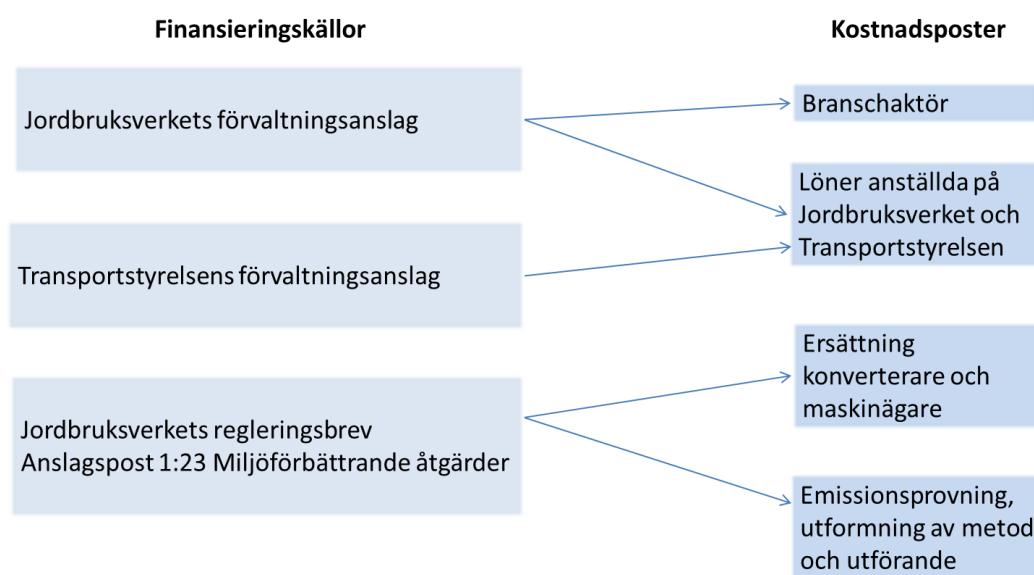 Finansieringskällor
Kostnadsposter
Jordbruksverkets förvaltningsanslag
Branschaktör
Löner anställda på
Jordbruksverket och
Transportstyrelsen
Transportstyrelsens förvaltningsanslag
Ersättning
konverterare och
maskinägare
Jordbruksverkets regleringsbrev
Anslagspost 1:23 Miljöförbättrande åtgärder
Emissionsprovning,
utformning av metod
och utförande